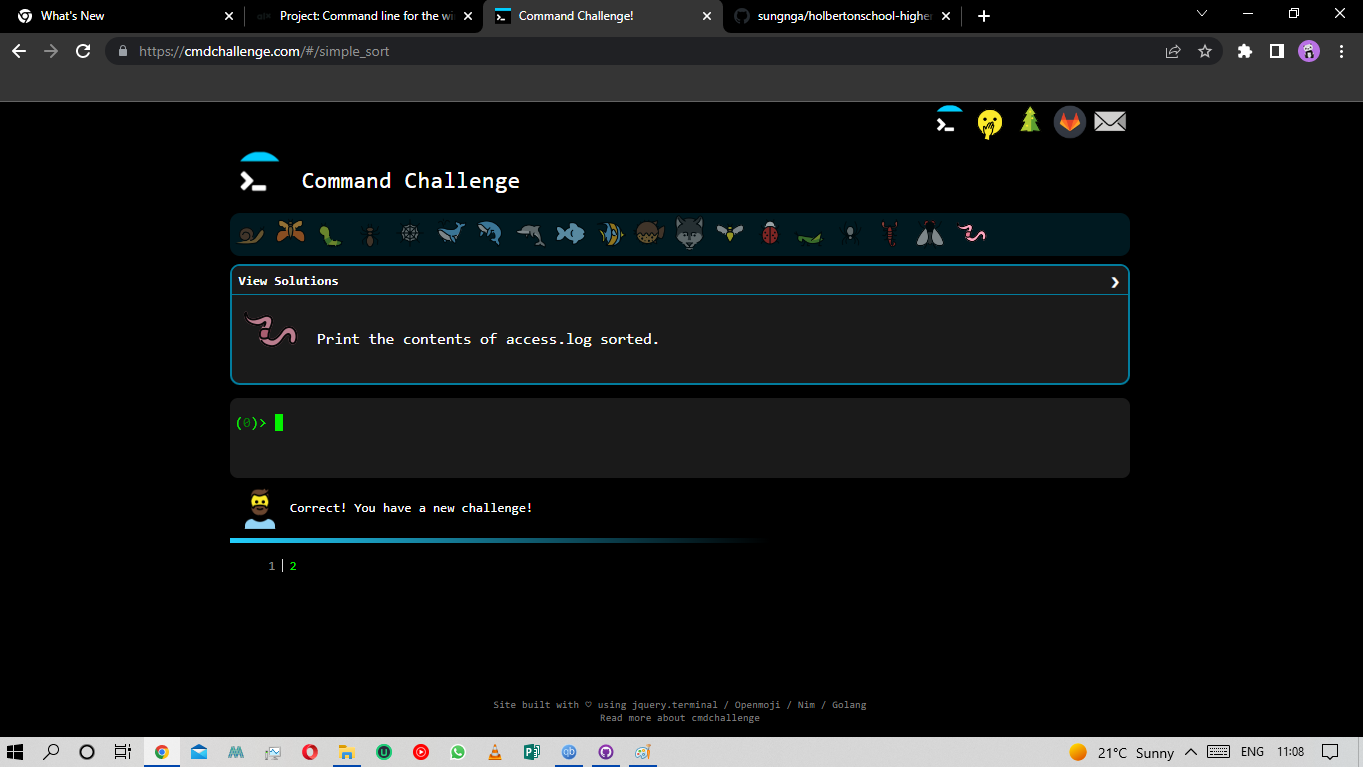 What's New
Project: Command line for the wi
Command Challenge!
sungnga/holbertonschool-higher
https://cmdchallenge.com/#/simple_sort
Command Challenge
View Solutions
Print the contents of access.log sorted.
(0)>
Correct! You have a new challenge!
1 2
Site built with ♡ using jquery.terminal / Openmoji / Nim / Golang
Read more about cmdchallenge
21°C Sunny ENG 11:08